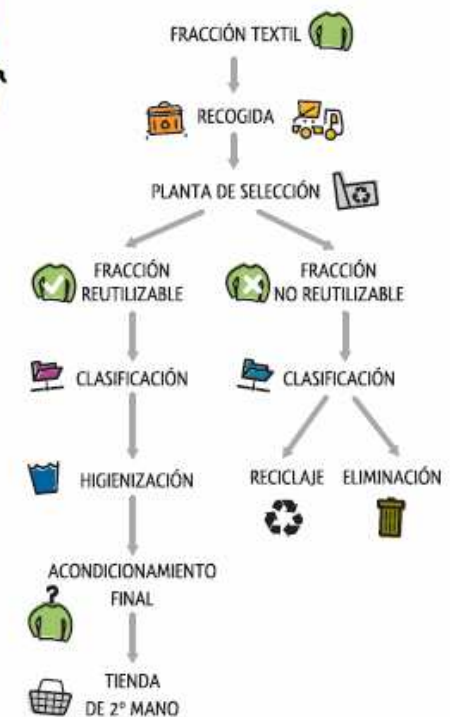 FRACCIÓN TEXTIL
RECOGIDA
PLANTA DE SELECCIÓN
FRACCIÓN
REUTILIZABLE
FRACCIÓN
NO REUTILIZABLE
CLASIFICACIÓN
CLASIFICACIÓN
HIGIENIZACIÓN
RECICLAJE
ELIMINACIÓN
ACONDICIONAMIENTO
FINAL
?
TIENDA
DE 2º MANO